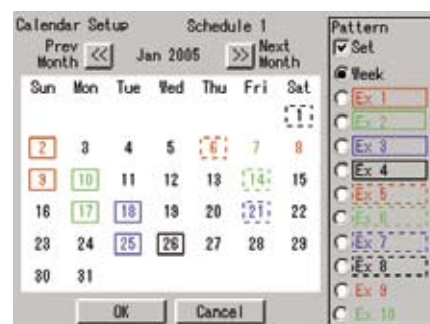 Calendar Setup Schedule 1
Prev Month << Jan 2005 >> Next Month
Sun Mon Tue Wed Thu Fri Sat
1
2 3 4 5 6 7 8
9 10 11 12 13 14 15
16 17 18 19 20 21 22
23 24 25 26 27 28 29
30 31
OK Cancel
Pattern
Set
Week
Ex 1
Ex 2
Ex 3
Ex 4
Ex 5
Ex 6
Ex 7
Ex 8
Ex 9
Ex 10